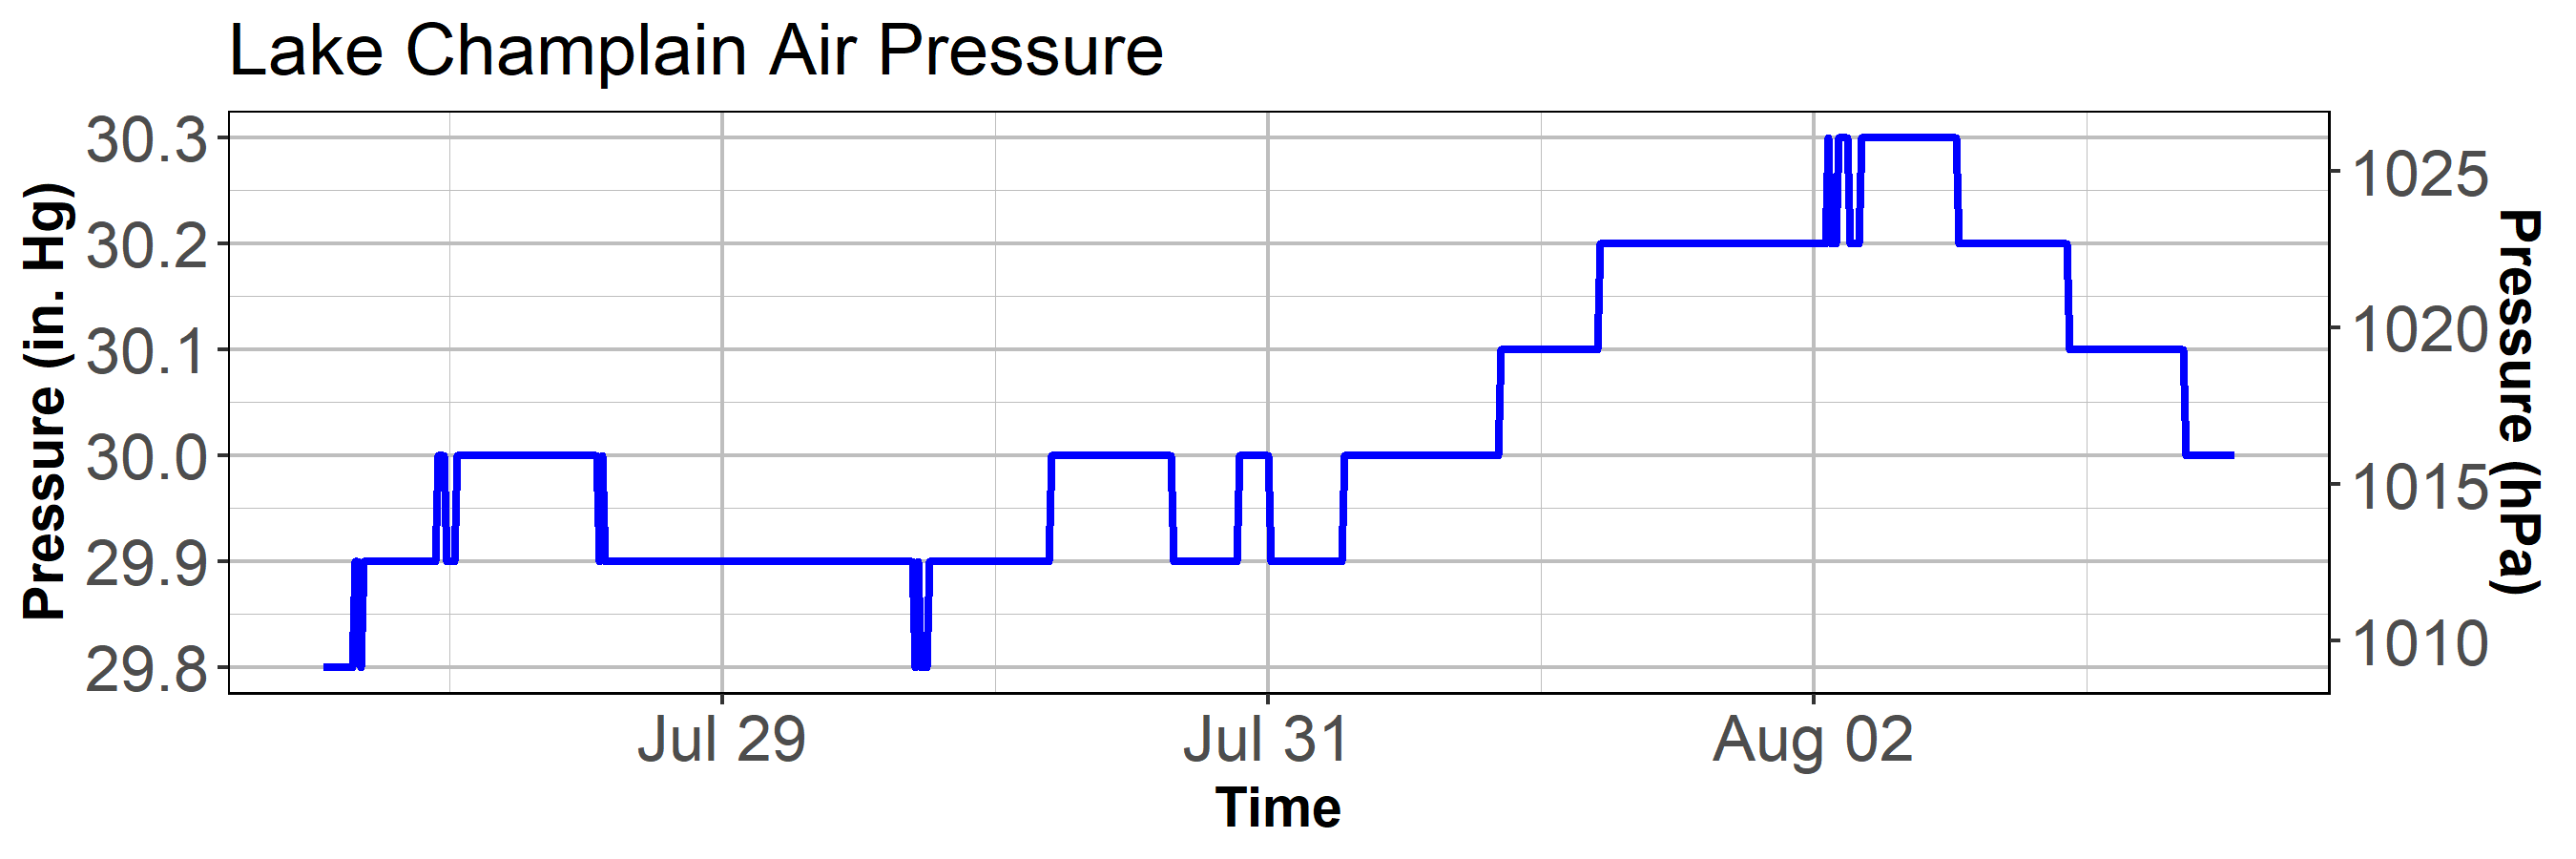 Lake Champlain Air Pressure
Pressure (in. Hg)
30.3
30.2
30.1
30.0
29.9
29.8
1025
1020
1015
1010
Pressure (hPa)
Jul 29 Jul 31 Aug 02
Time